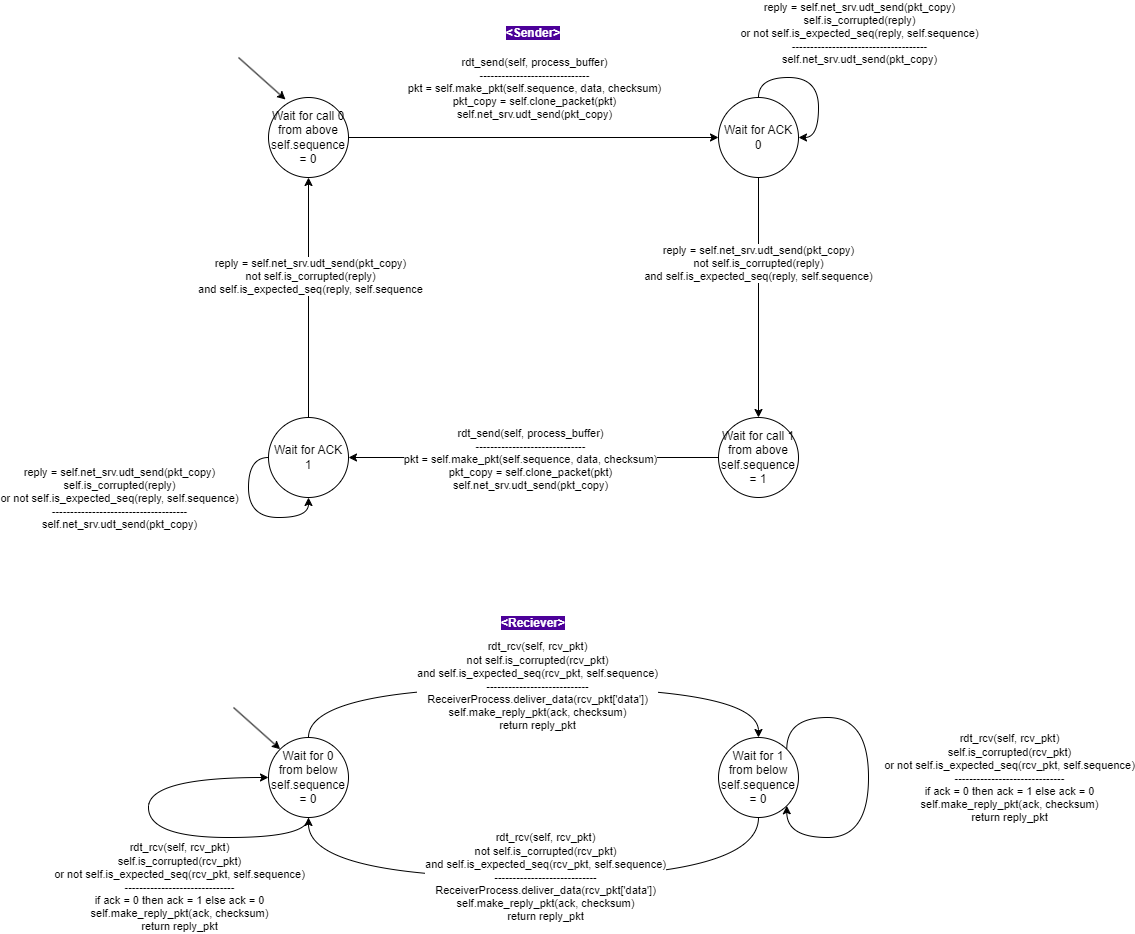 <Sender>
reply = self.net_srv.udt_send(pkt_copy)
self.is_corrupted(reply)
or not self.is_expected_seq(reply, self.sequence)
-------------------------------------
self.net_srv.udt_send(pkt_copy)
rdt_send(self, process_buffer)
------------------------------
pkt = self.make_pkt(self.sequence, data, checksum)
pkt_copy = self.clone_packet(pkt)
self.net_srv.udt_send(pkt_copy)
Wait for call 0
from above
self.sequence
= 0
Wait for ACK
0
reply = self.net_srv.udt_send(pkt_copy)
not self.is_corrupted(reply)
and self.is_expected_seq(reply, self.sequence
reply = self.net_srv.udt_send(pkt_copy)
not self.is_corrupted(reply)
and self.is_expected_seq(reply, self.sequence)
Wait for ACK
1
rdt_send(self, process_buffer)
------------------------------
pkt = self.make_pkt(self.sequence, data, checksum)
pkt_copy = self.clone_packet(pkt)
self.net_srv.udt_send(pkt_copy)
Wait for call 1
from above
self.sequence
= 1
reply = self.net_srv.udt_send(pkt_copy)
self.is_corrupted(reply)
or not self.is_expected_seq(reply, self.sequence)
-------------------------------------
self.net_srv.udt_send(pkt_copy)
<Reciever>
rdt_rcv(self, rcv_pkt)
not self.is_corrupted(rcv_pkt)
and self.is_expected_seq(rcv_pkt, self.sequence)
----------------------------
ReceiverProcess.deliver_data(rcv_pkt['data'])
self.make_reply_pkt(ack, checksum)
return reply_pkt
Wait for 0
from below
self.sequence
= 0
Wait for 1
from below
self.sequence
= 0
rdt_rcv(self, rcv_pkt)
self.is_corrupted(rcv_pkt)
or not self.is_expected_seq(rcv_pkt, self.sequence)
------------------------------
if ack = 0 then ack = 1 else ack = 0
self.make_reply_pkt(ack, checksum)
return reply_pkt
rdt_rcv(self, rcv_pkt)
self.is_corrupted(rcv_pkt)
or not self.is_expected_seq(rcv_pkt, self.sequence)
------------------------------
if ack = 0 then ack = 1 else ack = 0
self.make_reply_pkt(ack, checksum)
return reply_pkt
rdt_rcv(self, rcv_pkt)
not self.is_corrupted(rcv_pkt)
and self.is_expected_seq(rcv_pkt, self.sequence)
----------------------------
ReceiverProcess.deliver_data(rcv_pkt['data'])
self.make_reply_pkt(ack, checksum)
return reply_pkt